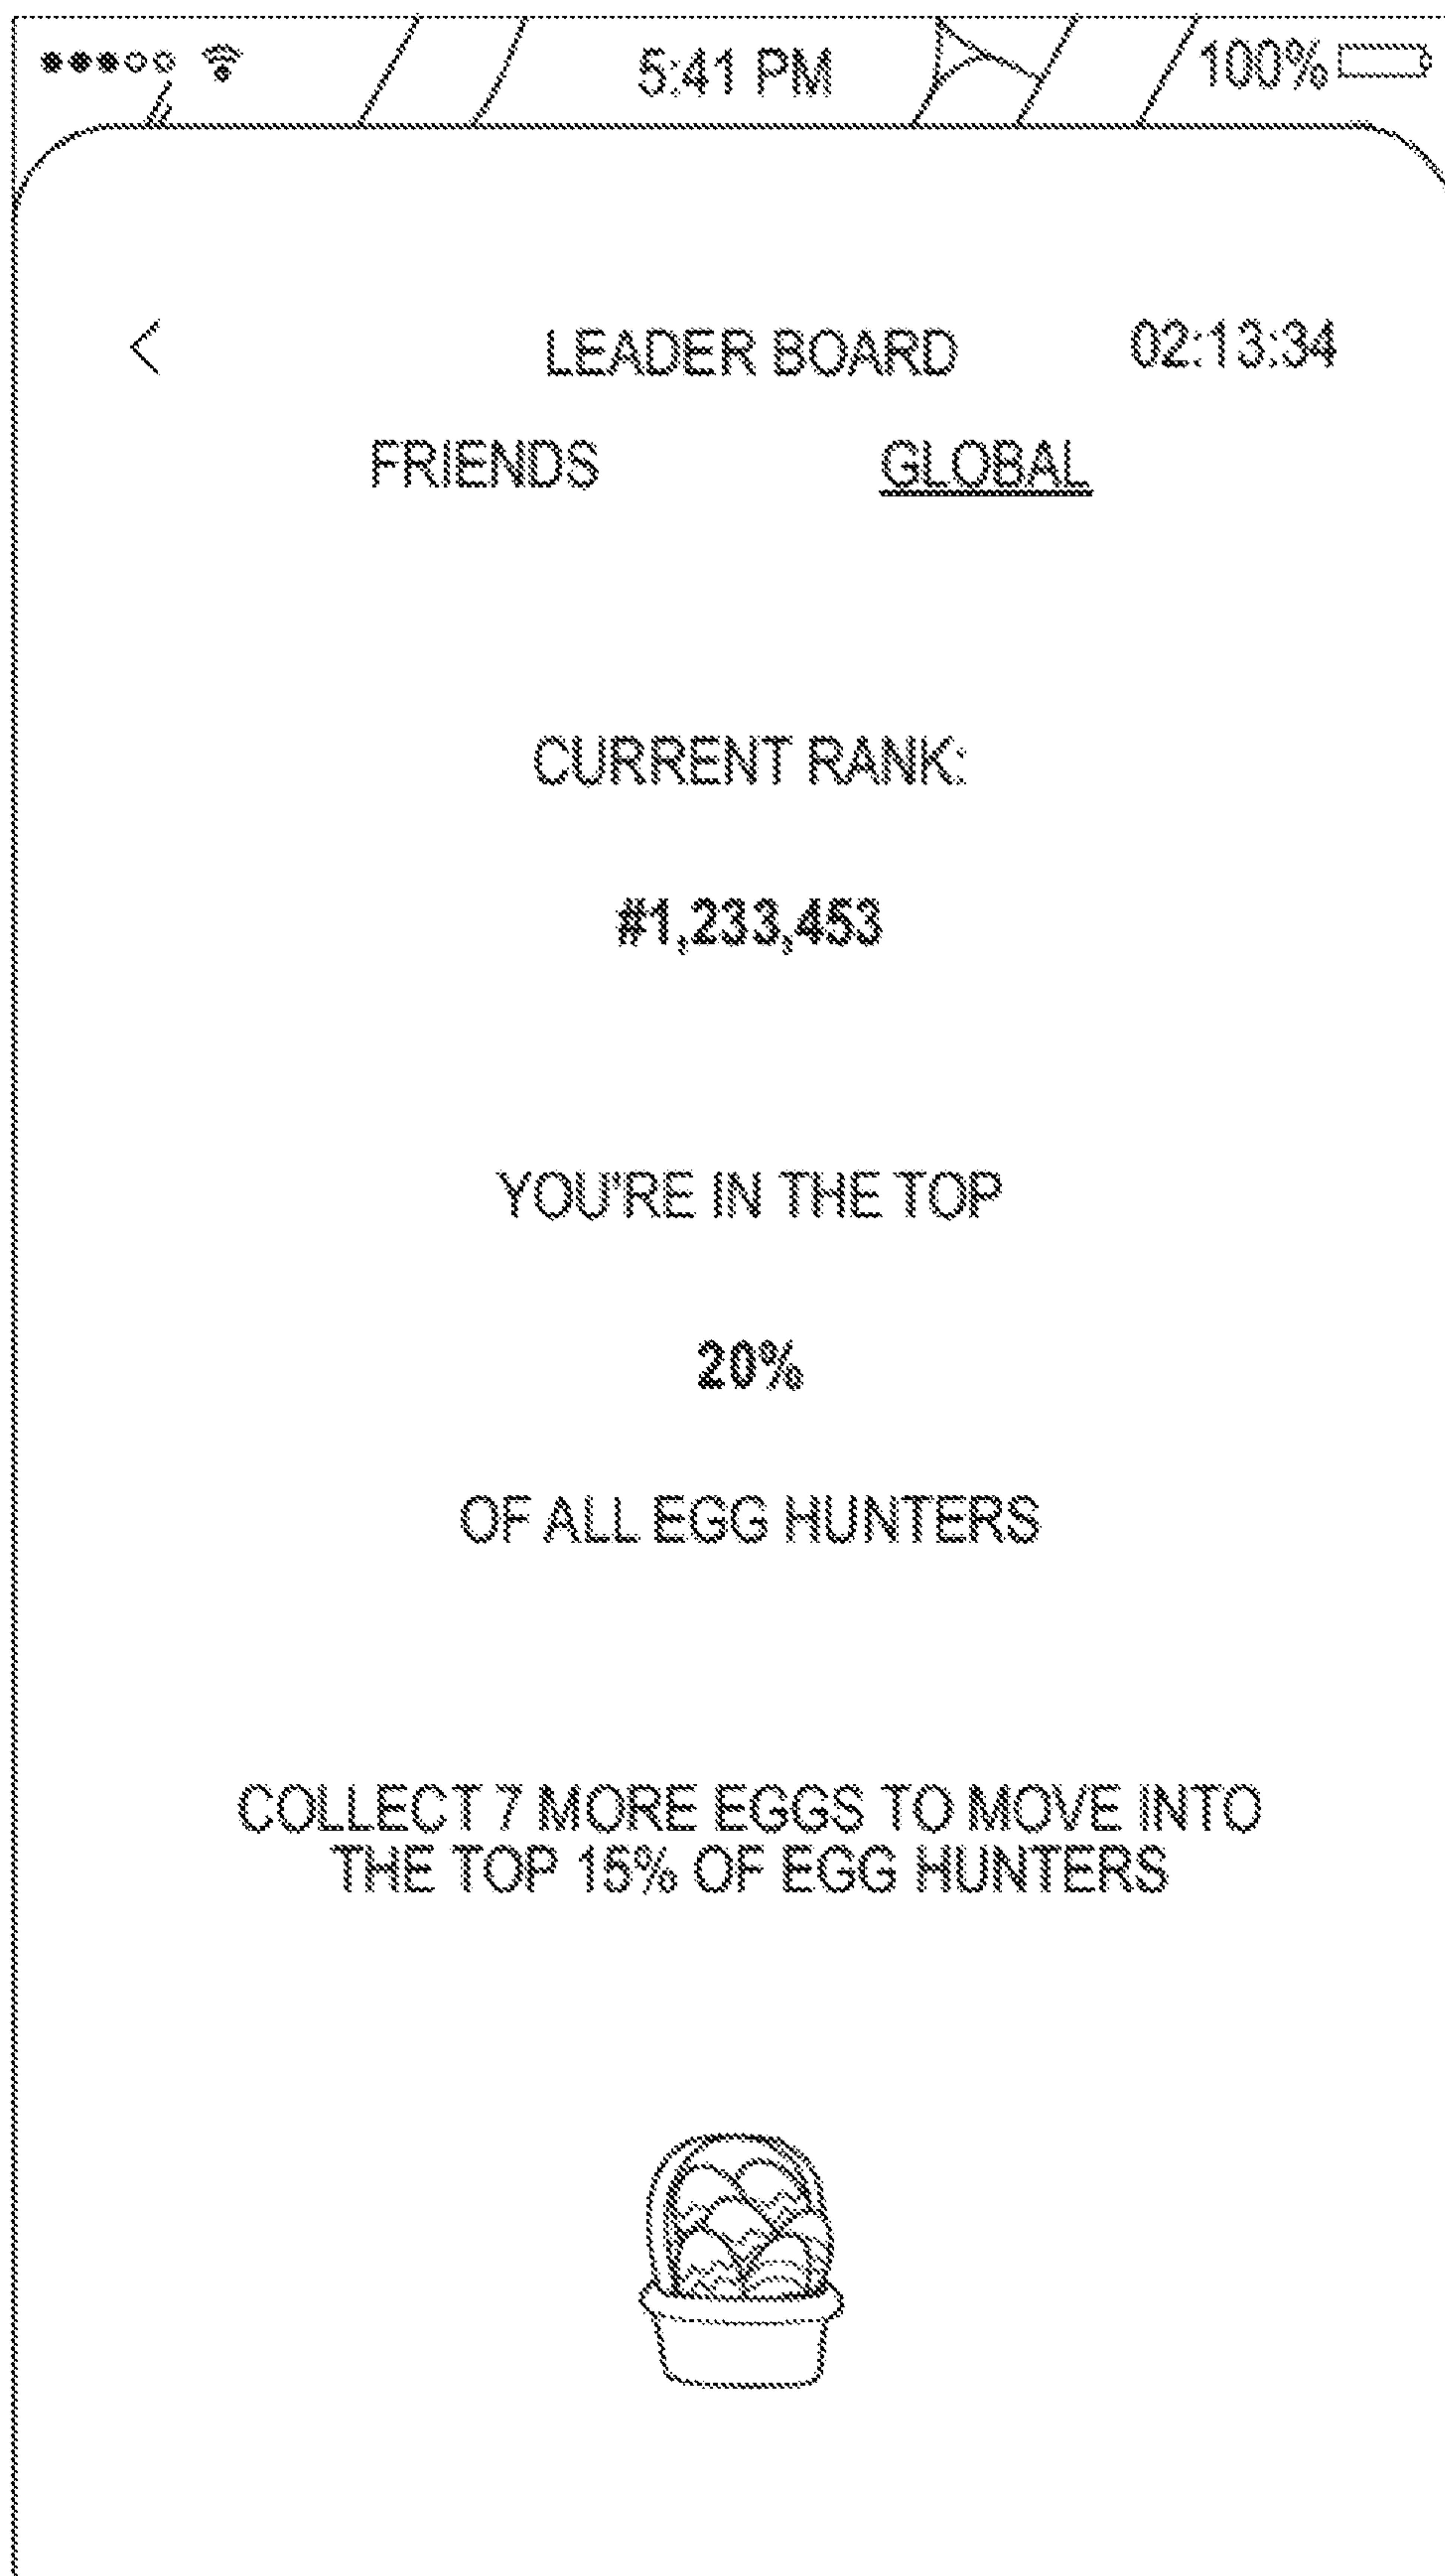 5:41 PM 100%
< LEADER BOARD 02:13:34
FRIENDS GLOBAL
CURRENT RANK:
#1,233,453
YOU'RE IN THE TOP
20%
OF ALL EGG HUNTERS
COLLECT 7 MORE EGGS TO MOVE INTO
THE TOP 15% OF EGG HUNTERS